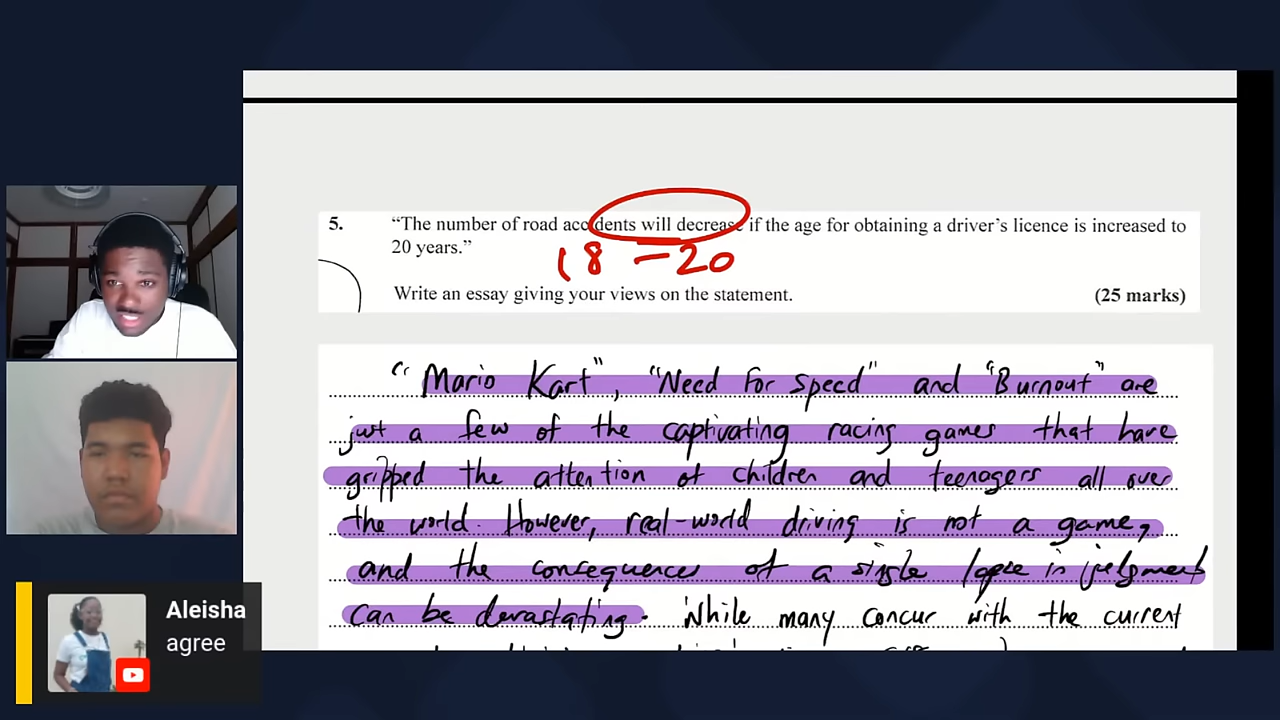 5. “The number of road accidents will decrease if the age for obtaining a driver’s licence is increased to
20 years.”
18 - 20
Write an essay giving your views on the statement. (25 marks)
"Mario Kart", "Need for Speed" and "Burnout" are
just a few of the captivating racing games that have
gripped the attention of children and teenagers all over
the world. However, real-world driving is not a game,
and the consequences of a single lapse in judgment
can be devastating. While many concur with the current
Aleisha
agree